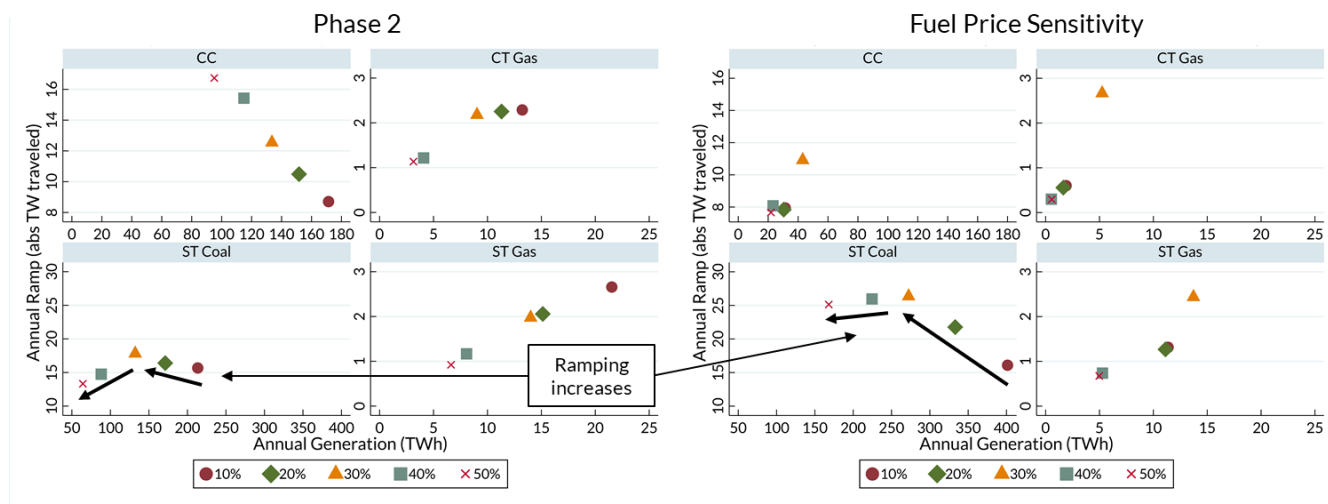 Phase 2
Fuel Price Sensitivity
CC
CT Gas
CC
CT Gas
Annual Ramp (abs TW traveled)
8 10 12 14 16
0 20 40 60 80 100 120 140 160 180
0 1 2 3
0 5 10 15 20 25
Annual Ramp (abs TW traveled)
8 10 12 14 16
0 20 40 60 80 100 120 140 160 180
0 1 2 3
0 5 10 15 20 25
ST Coal
ST Gas
ST Coal
ST Gas
10 15 20 25 30
50 100 150 200 250 300 350 400
0 1 2 3
0 5 10 15 20 25
10 15 20 25 30
50 100 150 200 250 300 350 400
0 1 2 3
0 5 10 15 20 25
Ramping
increases
Annual Generation (TWh)
Annual Generation (TWh)
10% 20% 30% 40% 50%
10% 20% 30% 40% 50%